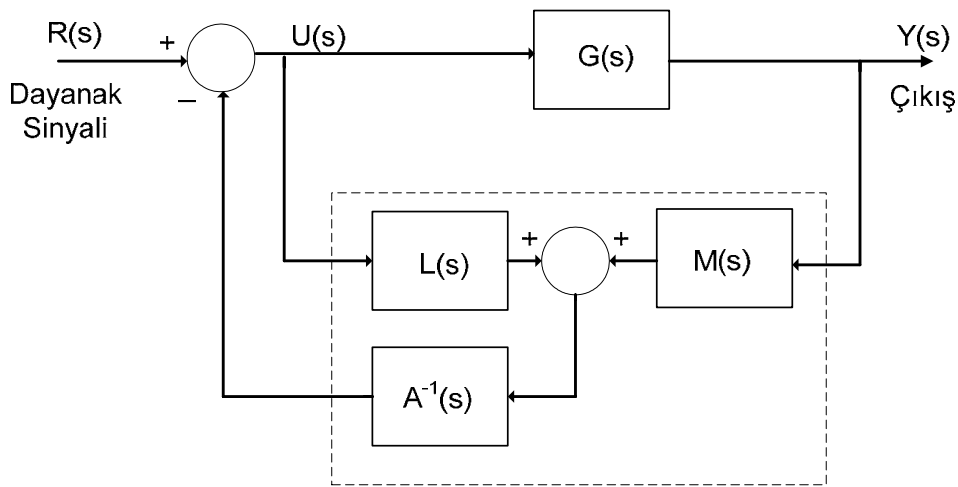 R(s)
+
U(s)
G(s)
Y(s)
–
Dayanak
Sinyali
Çıkış
L(s)
+
+
M(s)
A⁻¹(s)